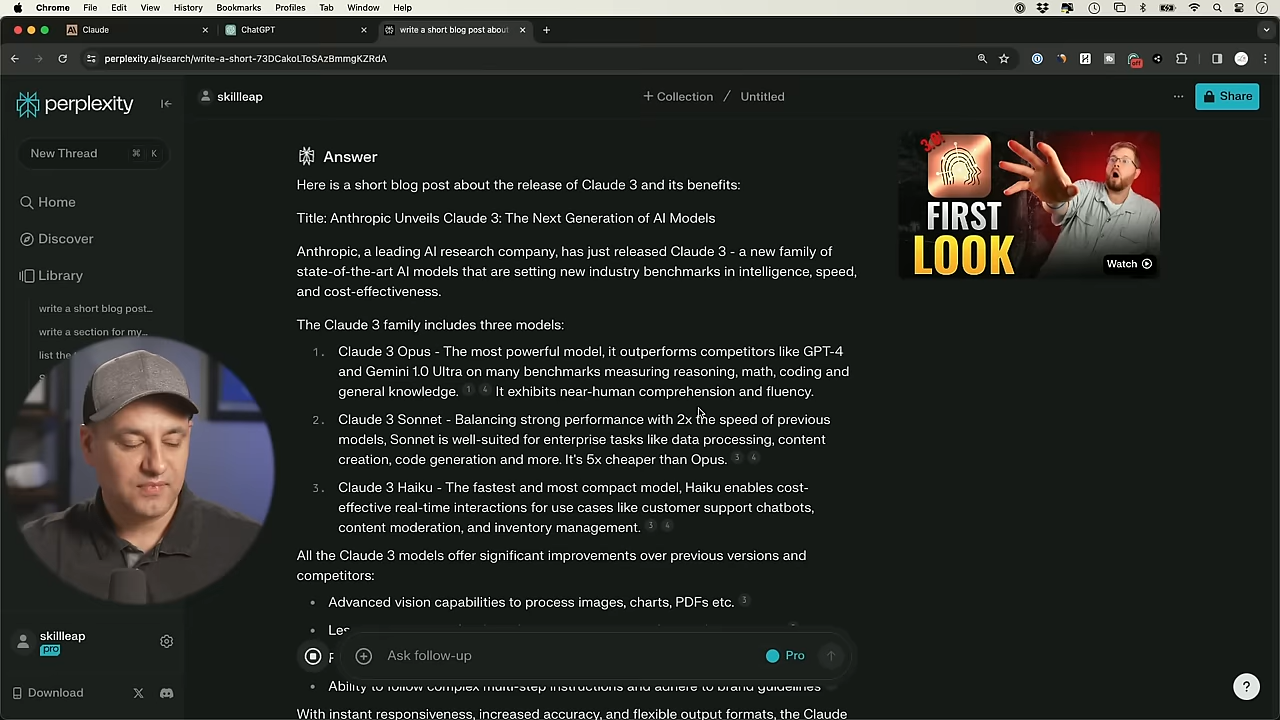 Chrome File Edit View History Bookmarks Profiles Tab Window Help
Claude
ChatGPT
write a short blog post about
perplexity.ai/search/write-a-short-73DCakoLToSAzBmmgKZRdA
off
perplexity
skillleap
+ Collection / Untitled
Share
New Thread ⌘ K
Home
Discover
Library
write a short blog post…
write a section for my…
list the
Answer
Here is a short blog post about the release of Claude 3 and its benefits:
Title: Anthropic Unveils Claude 3: The Next Generation of AI Models
Anthropic, a leading AI research company, has just released Claude 3 - a new family of
state-of-the-art AI models that are setting new industry benchmarks in intelligence, speed,
and cost-effectiveness.
The Claude 3 family includes three models:
1. Claude 3 Opus - The most powerful model, it outperforms competitors like GPT-4
and Gemini 1.0 Ultra on many benchmarks measuring reasoning, math, coding and
general knowledge. 1 4 It exhibits near-human comprehension and fluency.
2. Claude 3 Sonnet - Balancing strong performance with 2x the speed of previous
models, Sonnet is well-suited for enterprise tasks like data processing, content
creation, code generation and more. It's 5x cheaper than Opus. 3 4
3. Claude 3 Haiku - The fastest and most compact model, Haiku enables cost-
effective real-time interactions for use cases like customer support chatbots,
content moderation, and inventory management. 3 4
All the Claude 3 models offer significant improvements over previous versions and
competitors:
• Advanced vision capabilities to process images, charts, PDFs etc. 3
• Les
Ask follow-up
Pro
• Ability to follow complex multi-step instructions and adhere to brand guidelines
With instant responsiveness, increased accuracy, and flexible output formats, the Claude
3.0!
FIRST
LOOK
Watch
skillleap
pro
Download
?